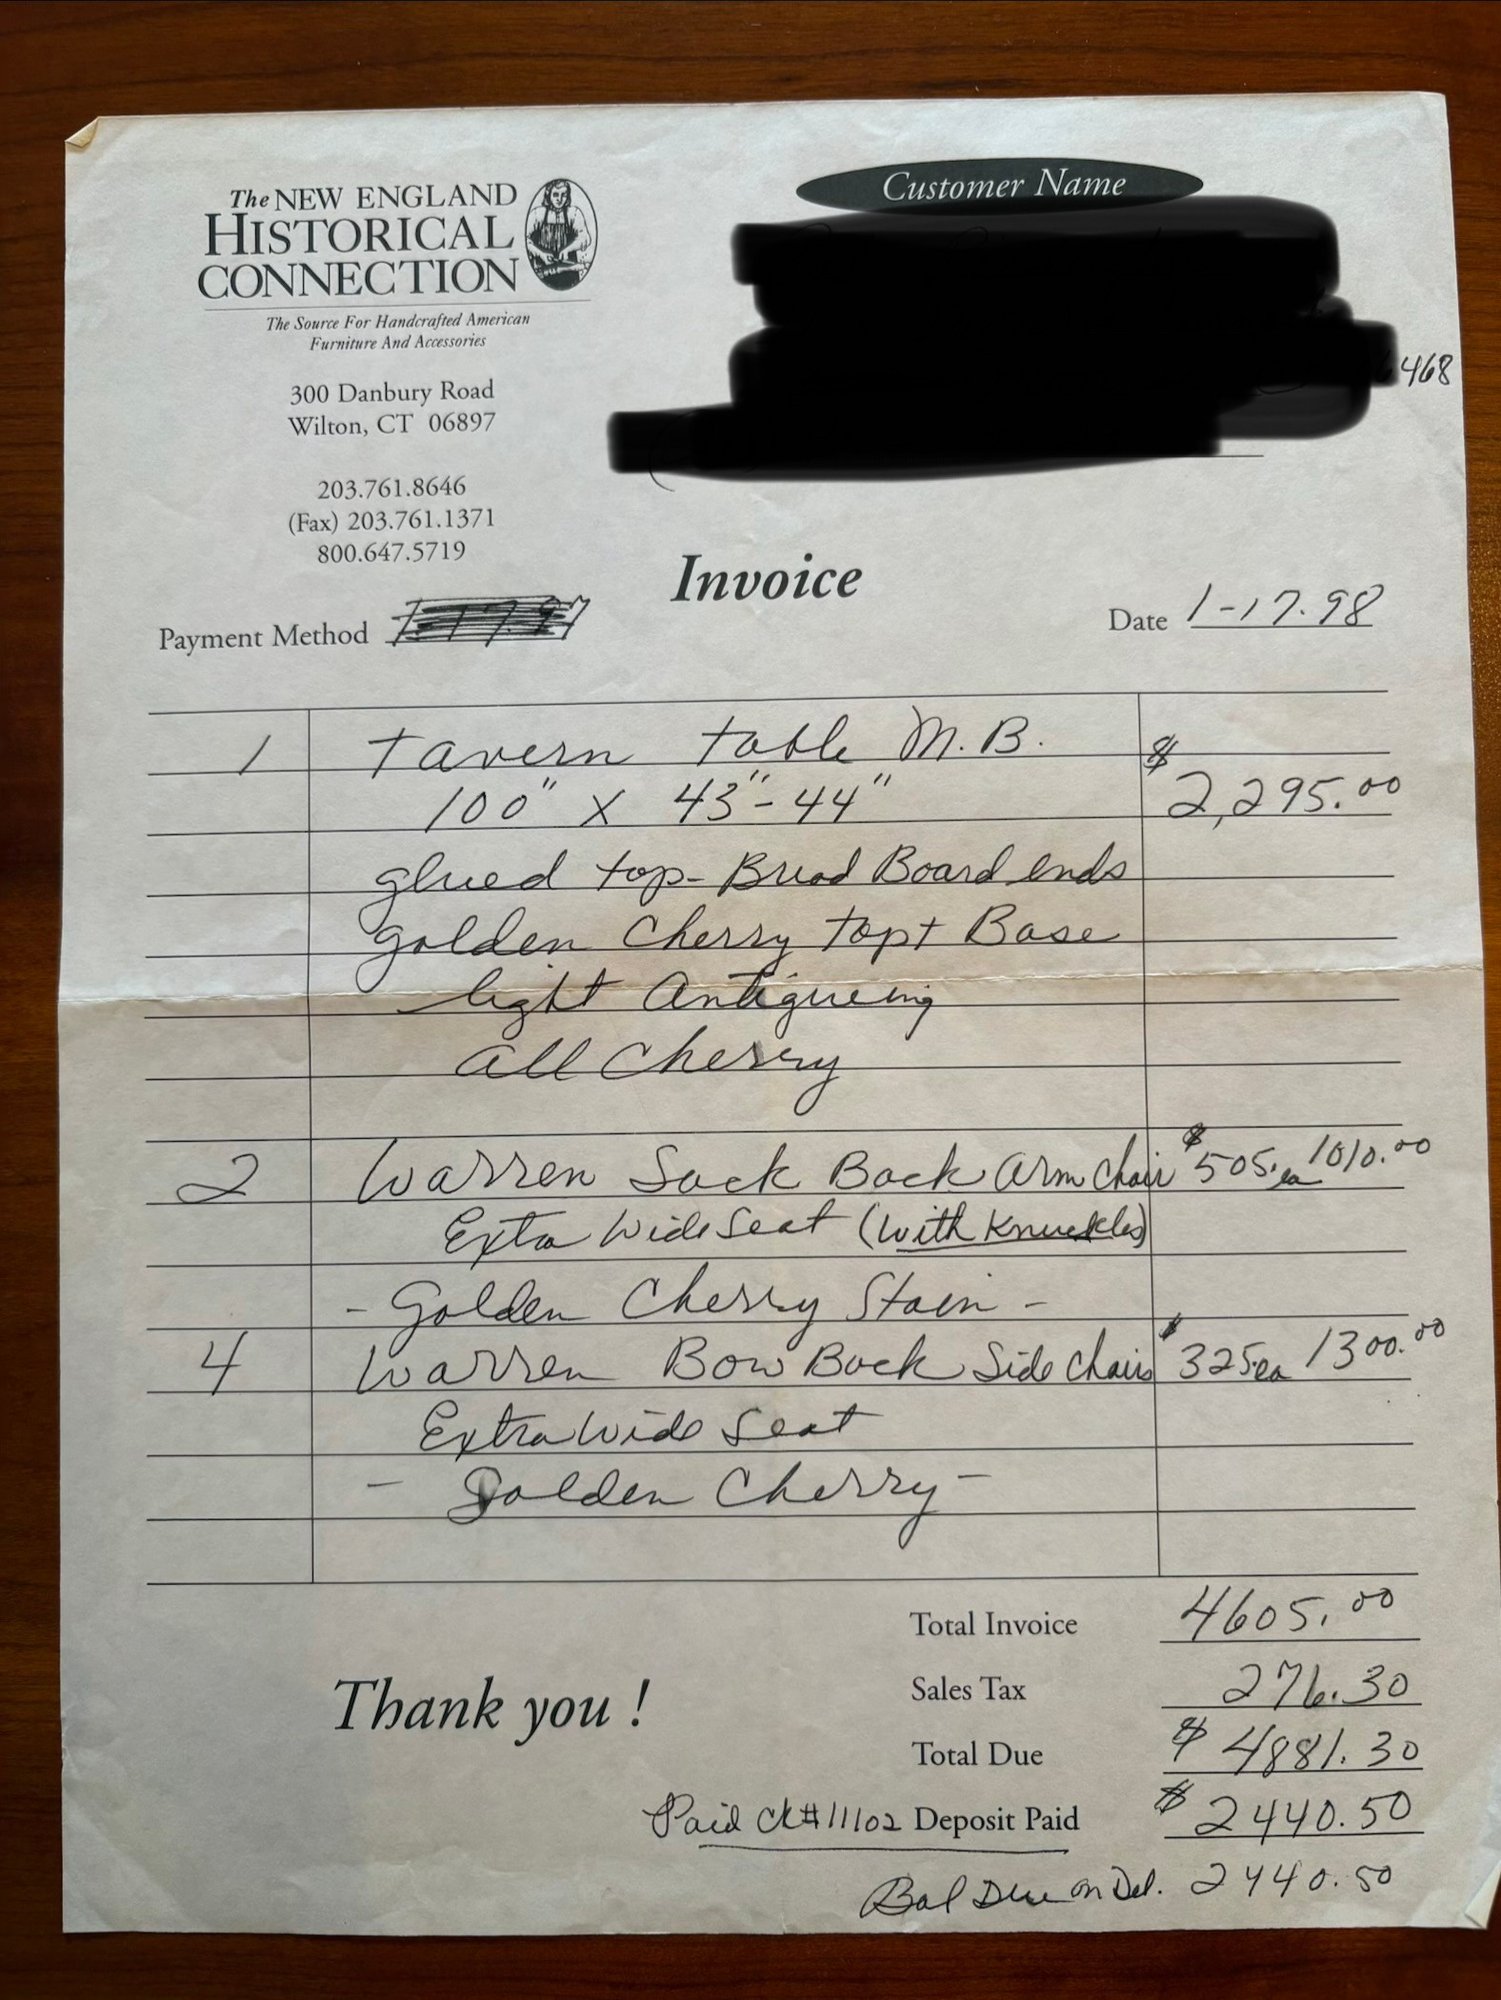 The NEW ENGLAND
HISTORICAL
CONNECTION
The Source For Handcrafted American
Furniture And Accessories
300 Danbury Road
Wilton, CT 06897
203.761.8646
(Fax) 203.761.1371
800.647.5719
Customer Name
468
Invoice
Payment Method
Date 1-17.98
1 Tavern table M.B. $
100" X 43"-44" 2,295.00
glued top - Bread Board ends
golden Cherry top + Base
light Antiqueing
all Cherry
2 Warren Sack Back arm chair $505.ea 1010.00
Extra Wide Seat (with Knuckles)
- Golden Cherry Stain -
4 Warren Bow Back Side Chairs $325.ea 1300.00
Extra Wide Seat
- Golden Cherry -
Total Invoice 4605.00
Sales Tax 276.30
Thank you !
Total Due $4881.30
Paid Ck#11102 Deposit Paid $2440.50
Bal Due on Del. 2440.50